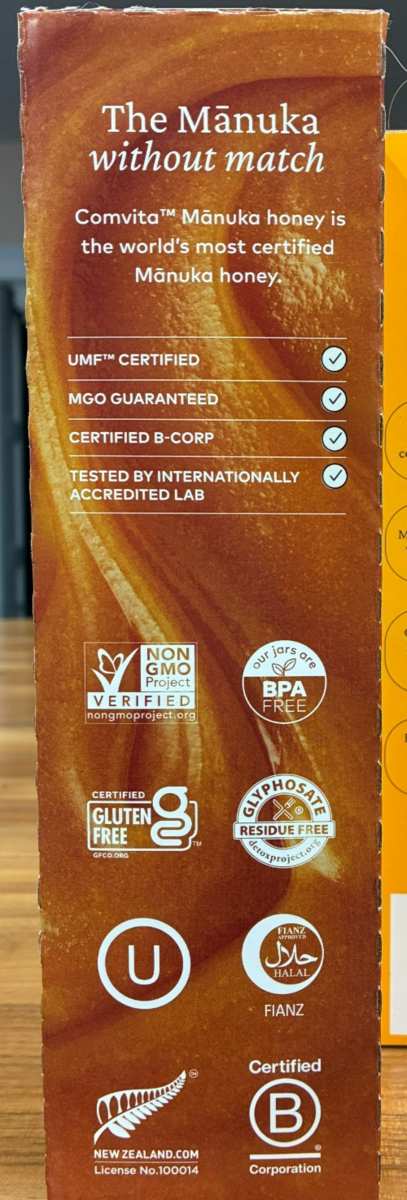 The Mānuka
without match
Comvita™ Mānuka honey is
the world's most certified
Mānuka honey.
UMF™ CERTIFIED
MGO GUARANTEED
CERTIFIED B-CORP
TESTED BY INTERNATIONALLY
ACCREDITED LAB
NON
GMO
Project
VERIFIED
nongmoproject.org
our jars are
BPA
FREE
CERTIFIED
GLUTEN
FREE
GFCO.ORG
TM
GLYPHOSATE
RESIDUE FREE
detoxproject.org
U
FIANZ
APPROVED
حلال
HALAL
FIANZ
NEW ZEALAND.COM
License No.100014
TM
Certified
B
Corporation